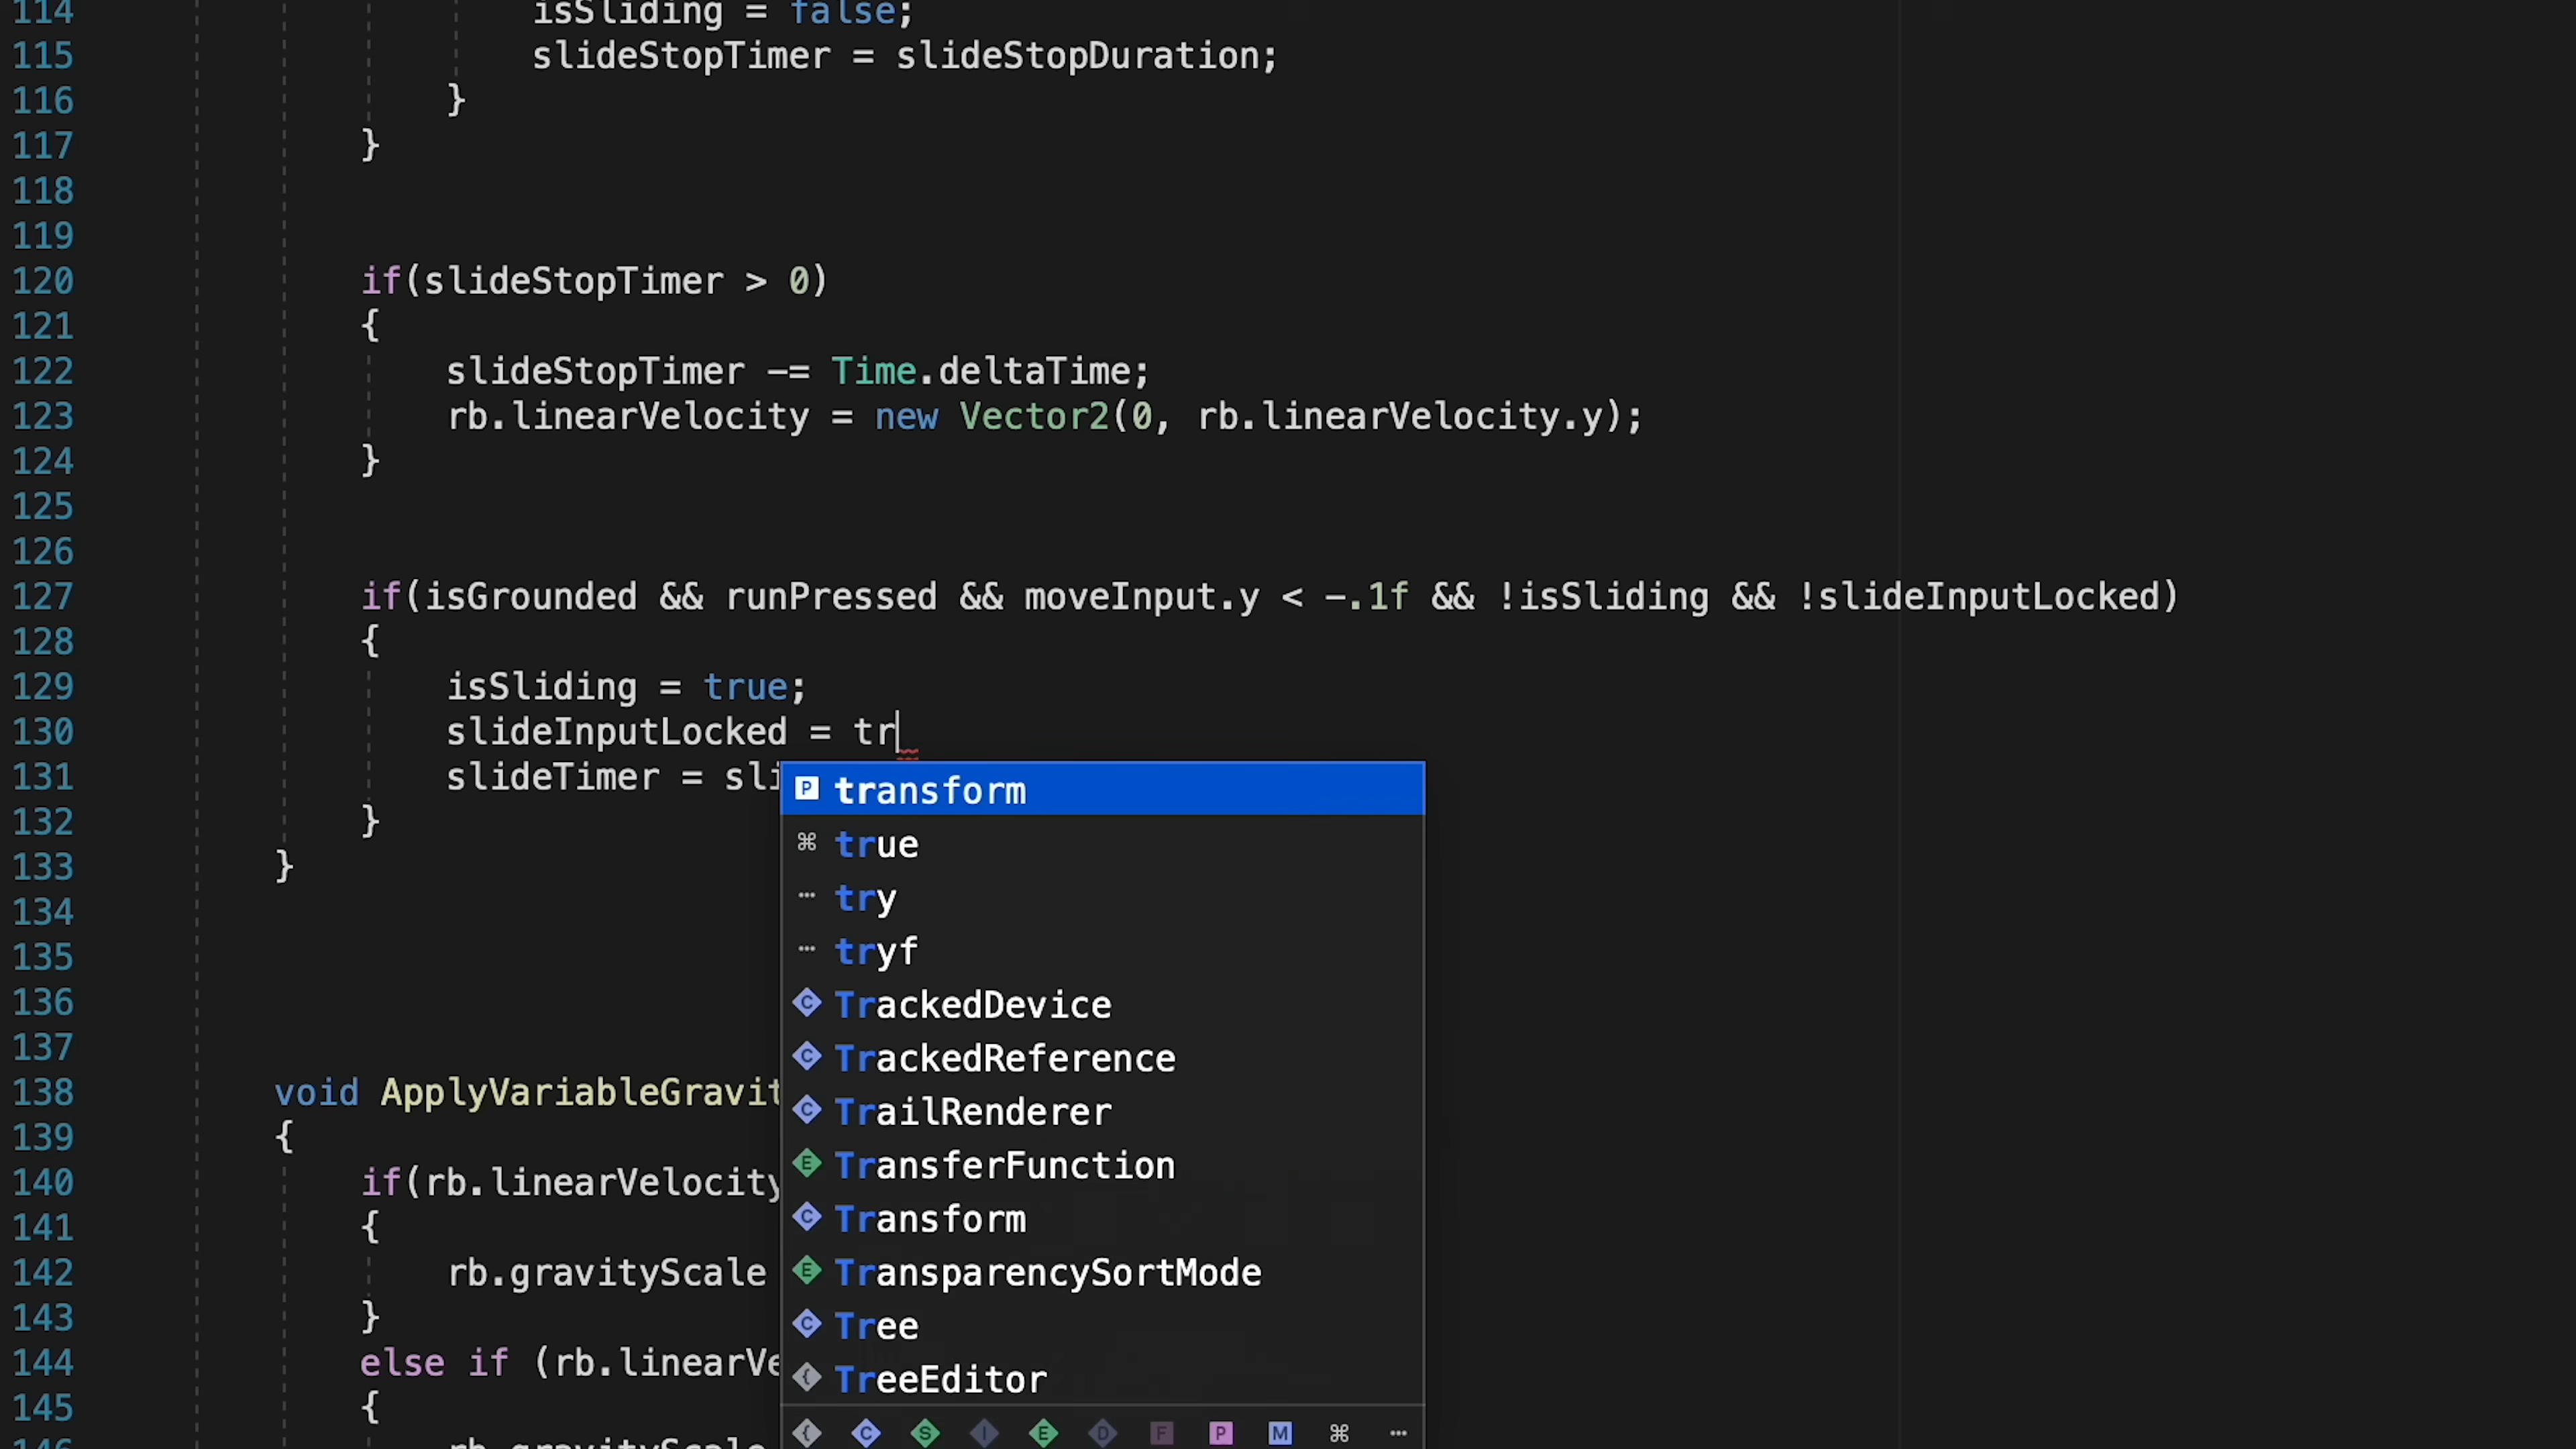 114 isSliding = false;
115 slideStopTimer = slideStopDuration;
116 }
117 }
118
119
120 if(slideStopTimer > 0)
121 {
122 slideStopTimer -= Time.deltaTime;
123 rb.linearVelocity = new Vector2(0, rb.linearVelocity.y);
124 }
125
126
127 if(isGrounded && runPressed && moveInput.y < -.1f && !isSliding && !slideInputLocked)
128 {
129 isSliding = true;
130 slideInputLocked = tr
131 slideTimer = sli
132 }
133 }
134
135
136
137
138 void ApplyVariableGravit
139 {
140 if(rb.linearVelocity
141 {
142 rb.gravityScale
143 }
144 else if (rb.linearVe
145 {
146 rb.gravityScale
transform
true
try
tryf
TrackedDevice
TrackedReference
TrailRenderer
TransferFunction
Transform
TransparencySortMode
Tree
TreeEditor